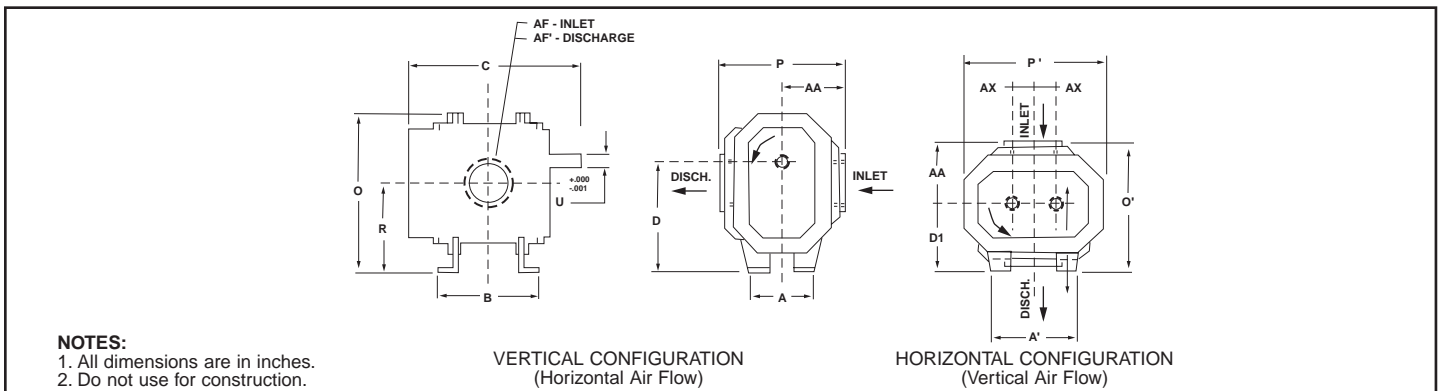 AF - INLET
AF' - DISCHARGE
C
O
R
B
U
+.000
-.001
P
AA
DISCH.
INLET
D
A
P '
AX
AX
INLET
AA
O'
D1
DISCH.
A'
NOTES:
1. All dimensions are in inches.
2. Do not use for construction.
VERTICAL CONFIGURATION
(Horizontal Air Flow)
HORIZONTAL CONFIGURATION
(Vertical Air Flow)